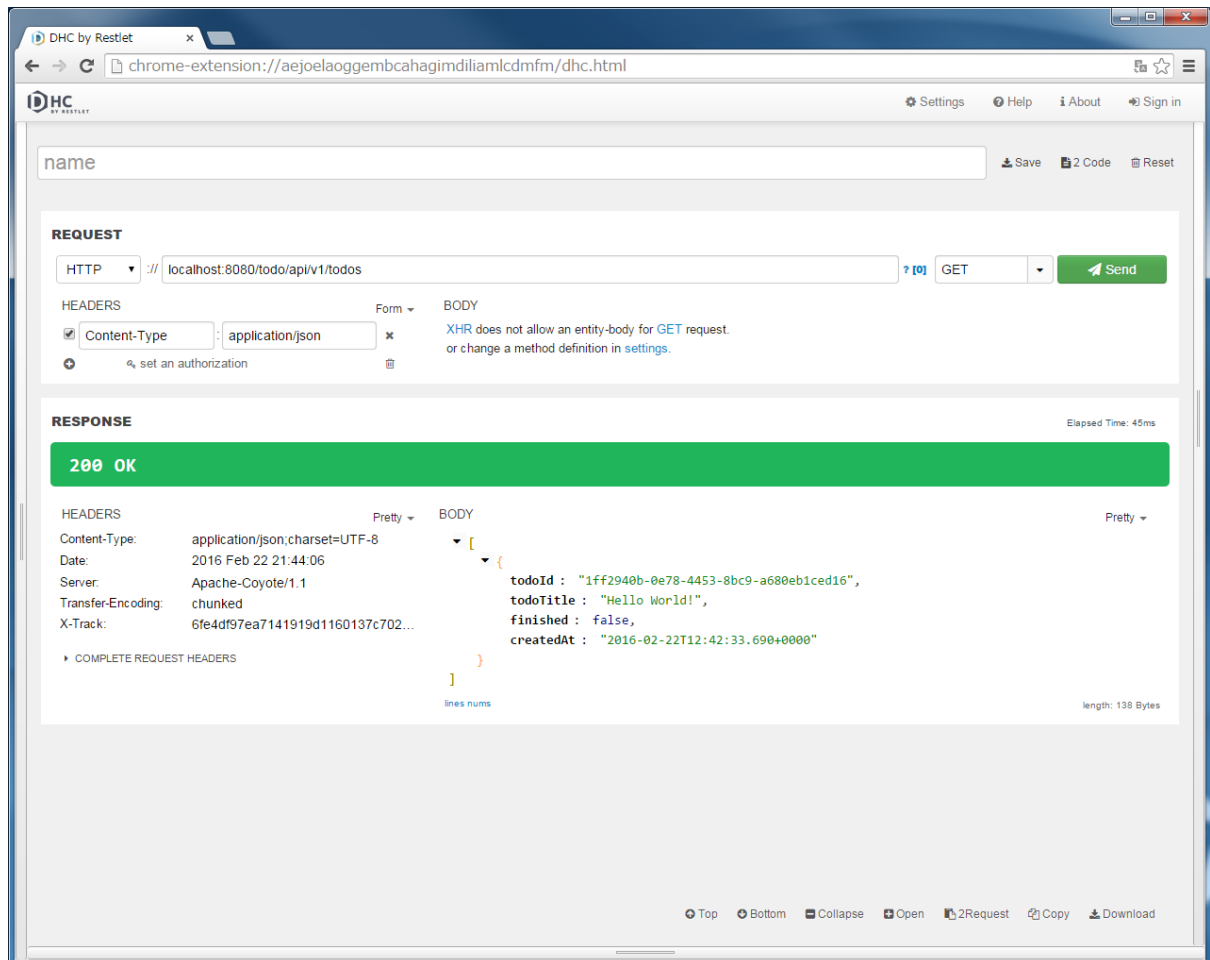 DHC by Restlet
chrome-extension://aejoelaoggembcahagimdiliamlcdmfm/dhc.html
DHC
BY RESTLET
Settings Help About Sign in
name
Save 2 Code Reset
REQUEST
HTTP :// localhost:8080/todo/api/v1/todos ? [0] GET Send
HEADERS Form BODY
Content-Type : application/json
XHR does not allow an entity-body for GET request.
or change a method definition in settings.
set an authorization
RESPONSE Elapsed Time: 45ms
200 OK
HEADERS Pretty BODY Pretty
Content-Type: application/json;charset=UTF-8
Date: 2016 Feb 22 21:44:06
Server: Apache-Coyote/1.1
Transfer-Encoding: chunked
X-Track: 6fe4df97ea7141919d1160137c702...
COMPLETE REQUEST HEADERS
[
{
todoId : "1ff2940b-0e78-4453-8bc9-a680eb1ced16",
todoTitle : "Hello World!",
finished : false,
createdAt : "2016-02-22T12:42:33.690+0000"
}
]
lines nums length: 138 Bytes
Top Bottom Collapse Open 2Request Copy Download